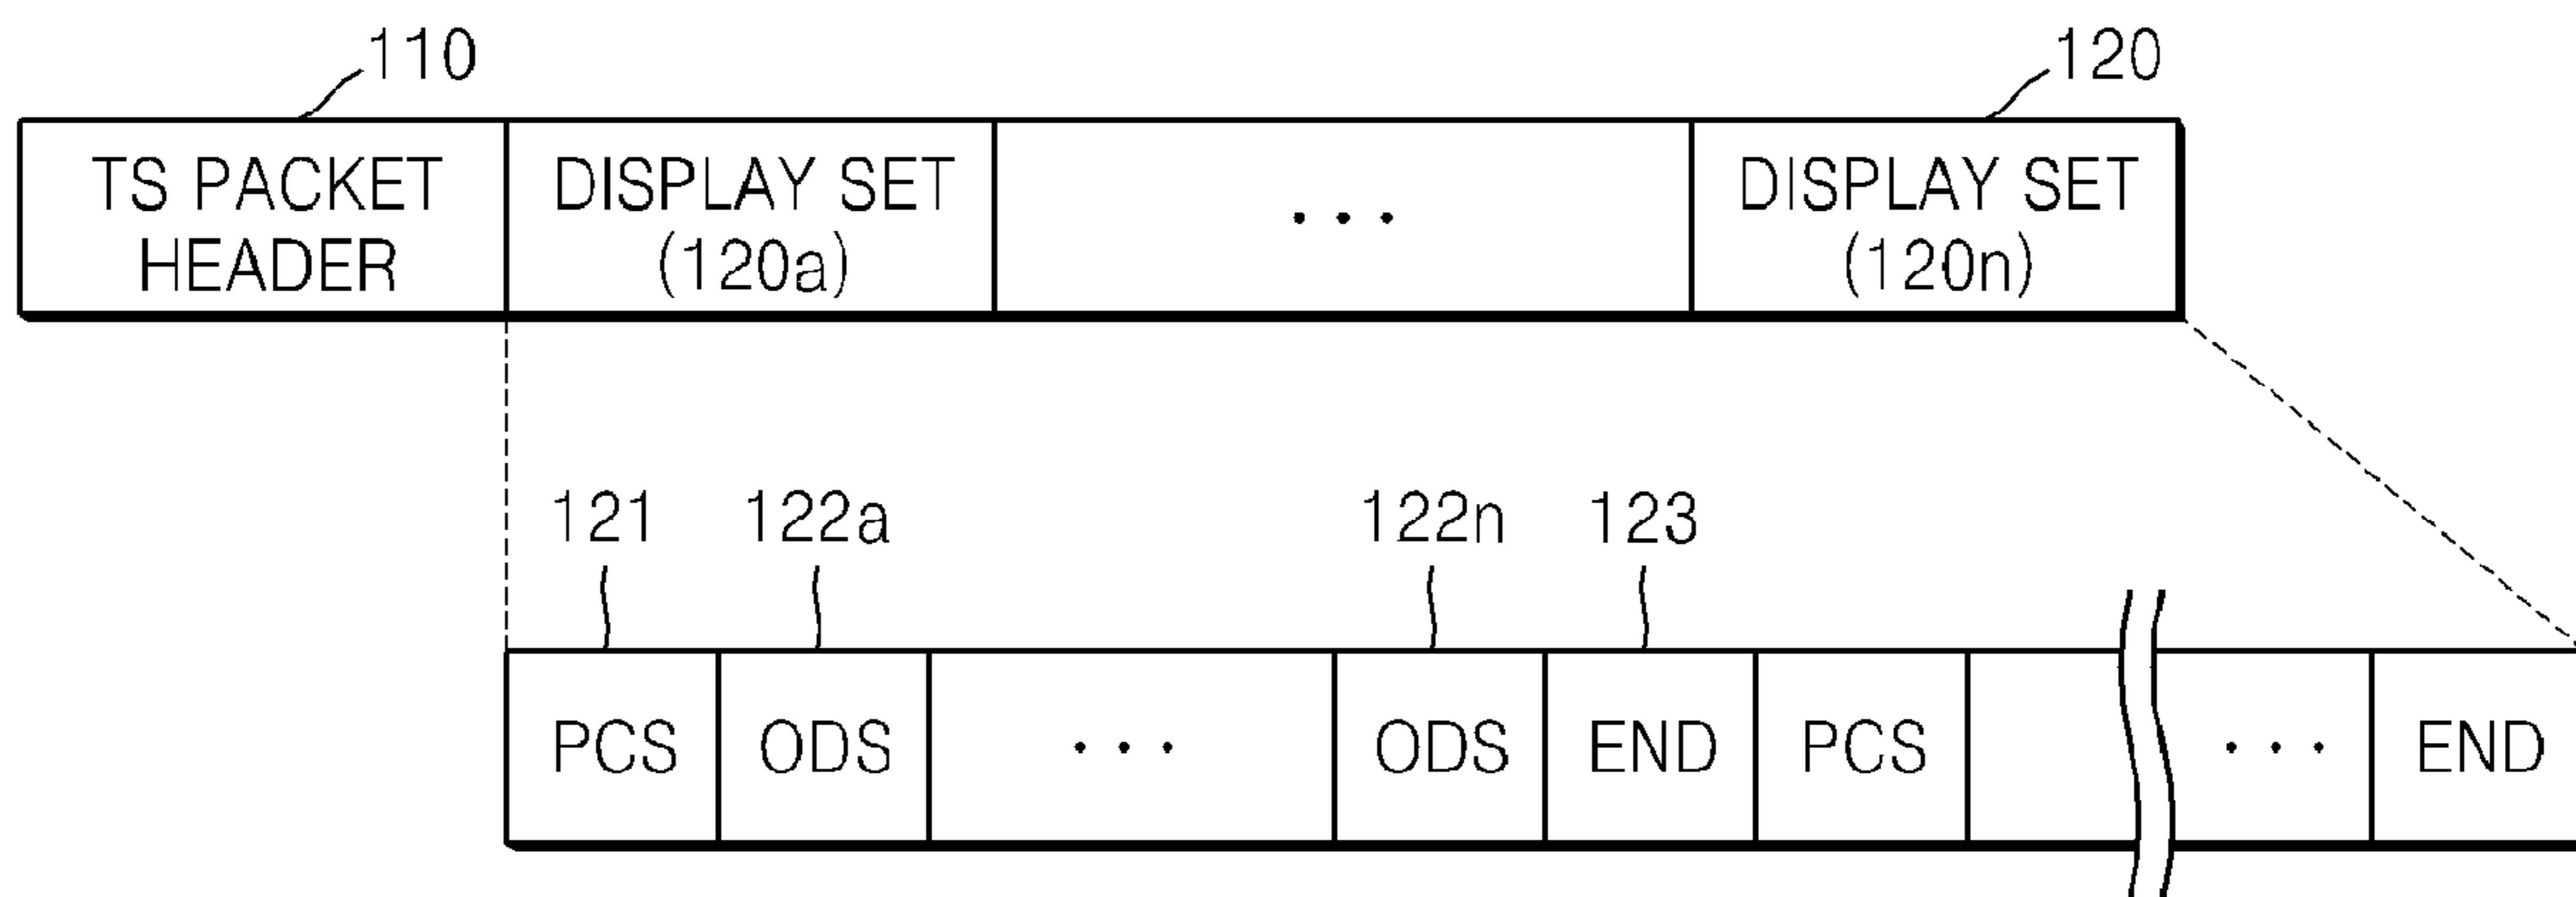 110
120
TS PACKET
HEADER
DISPLAY SET
(120a)
...
DISPLAY SET
(120n)
121
122a
122n
123
PCS
ODS
...
ODS
END
PCS
...
END